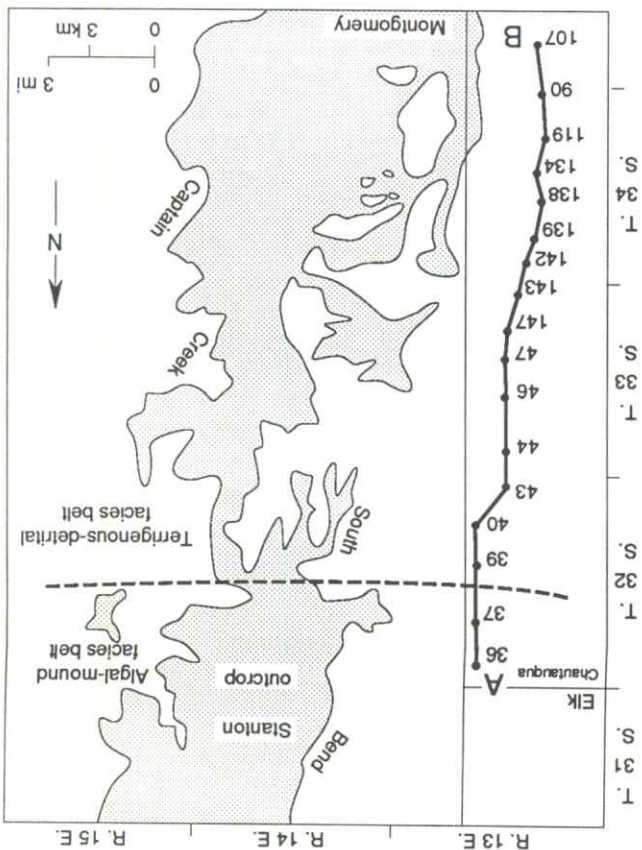 R. 13 E.
R. 14 E.
R. 15 E.
T.
31
S.
Bend
Stanton
outcrop
Elk
Chautauqua
A
36
37
Algal-mound
facies belt
T.
32
S.
39
40
South
Terrigenous-detrital
facies belt
43
44
46
47
T.
33
S.
Creek
147
143
142
139
138
134
119
90
107
B
T.
34
S.
N
Captain
0
3 mi
0
3 km
Montgomery